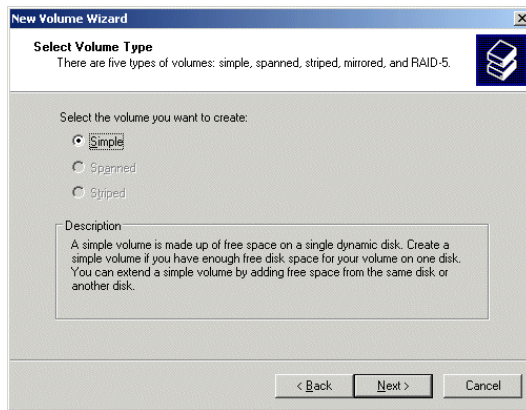 New Volume Wizard
Select Volume Type
There are five types of volumes: simple, spanned, striped, mirrored, and RAID-5.
Select the volume you want to create:
Simple
Spanned
Striped
Description
A simple volume is made up of free space on a single dynamic disk. Create a
simple volume if you have enough free disk space for your volume on one disk.
You can extend a simple volume by adding free space from the same disk or
another disk.
< Back
Next >
Cancel